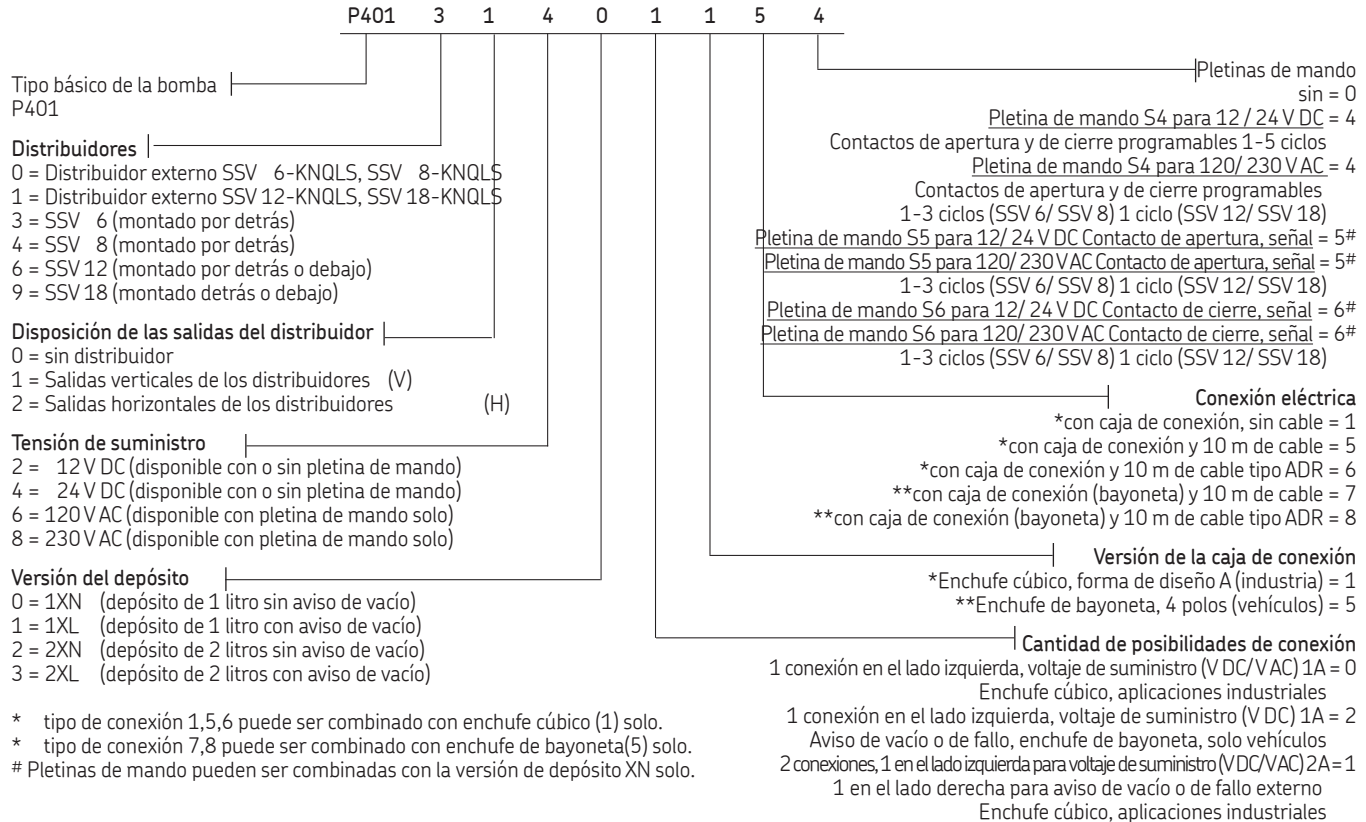 P401 3 1 4 0 1 1 5 4
Tipo básico de la bomba
P401
Distribuidores
0 = Distribuidor externo SSV 6-KNQLS, SSV 8-KNQLS
1 = Distribuidor externo SSV 12-KNQLS, SSV 18-KNQLS
3 = SSV 6 (montado por detrás)
4 = SSV 8 (montado por detrás)
6 = SSV 12 (montado por detrás o debajo)
9 = SSV 18 (montado detrás o debajo)
Disposición de las salidas del distribuidor
0 = sin distribuidor
1 = Salidas verticales de los distribuidores (V)
2 = Salidas horizontales de los distribuidores (H)
Tensión de suministro
2 = 12 V DC (disponible con o sin pletina de mando)
4 = 24 V DC (disponible con o sin pletina de mando)
6 = 120 V AC (disponible con pletina de mando solo)
8 = 230 V AC (disponible con pletina de mando solo)
Versión del depósito
0 = 1XN (depósito de 1 litro sin aviso de vacío)
1 = 1XL (depósito de 1 litro con aviso de vacío)
2 = 2XN (depósito de 2 litros sin aviso de vacío)
3 = 2XL (depósito de 2 litros con aviso de vacío)
* tipo de conexión 1,5,6 puede ser combinado con enchufe cúbico (1) solo.
* tipo de conexión 7,8 puede ser combinado con enchufe de bayoneta(5) solo.
# Pletinas de mando pueden ser combinadas con la versión de depósito XN solo.
Pletinas de mando
sin = 0
Pletina de mando S4 para 12 / 24 V DC = 4
Contactos de apertura y de cierre programables 1-5 ciclos
Pletina de mando S4 para 120/ 230 V AC = 4
Contactos de apertura y de cierre programables
1-3 ciclos (SSV 6/ SSV 8) 1 ciclo (SSV 12/ SSV 18)
Pletina de mando S5 para 12/ 24 V DC Contacto de apertura, señal = 5#
Pletina de mando S5 para 120/ 230 V AC Contacto de apertura, señal = 5#
1-3 ciclos (SSV 6/ SSV 8) 1 ciclo (SSV 12/ SSV 18)
Pletina de mando S6 para 12/ 24 V DC Contacto de cierre, señal = 6#
Pletina de mando S6 para 120/ 230 V AC Contacto de cierre, señal = 6#
1-3 ciclos (SSV 6/ SSV 8) 1 ciclo (SSV 12/ SSV 18)
Conexión eléctrica
*con caja de conexión, sin cable = 1
*con caja de conexión y 10 m de cable = 5
*con caja de conexión y 10 m de cable tipo ADR = 6
**con caja de conexión (bayoneta) y 10 m de cable = 7
**con caja de conexión (bayoneta) y 10 m de cable tipo ADR = 8
Versión de la caja de conexión
*Enchufe cúbico, forma de diseño A (industria) = 1
**Enchufe de bayoneta, 4 polos (vehículos) = 5
Cantidad de posibilidades de conexión
1 conexión en el lado izquierda, voltaje de suministro (V DC/ V AC) 1A = 0
Enchufe cúbico, aplicaciones industriales
1 conexión en el lado izquierda, voltaje de suministro (V DC) 1A = 2
Aviso de vacío o de fallo, enchufe de bayoneta, solo vehículos
2 conexiones, 1 en el lado izquierda para voltaje de suministro (V DC/ V AC) 2A = 1
1 en el lado derecha para aviso de vacío o de fallo externo
Enchufe cúbico, aplicaciones industriales